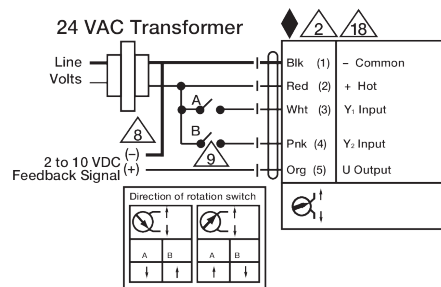 24 VAC Transformer
2
18
Line
Volts
Blk (1) – Common
Red (2) + Hot
A
Wht (3) Y1 Input
B
Pnk (4) Y2 Input
8
9
(–)
2 to 10 VDC
Feedback Signal (+)
Org (5) U Output
Direction of rotation switch
A B A B